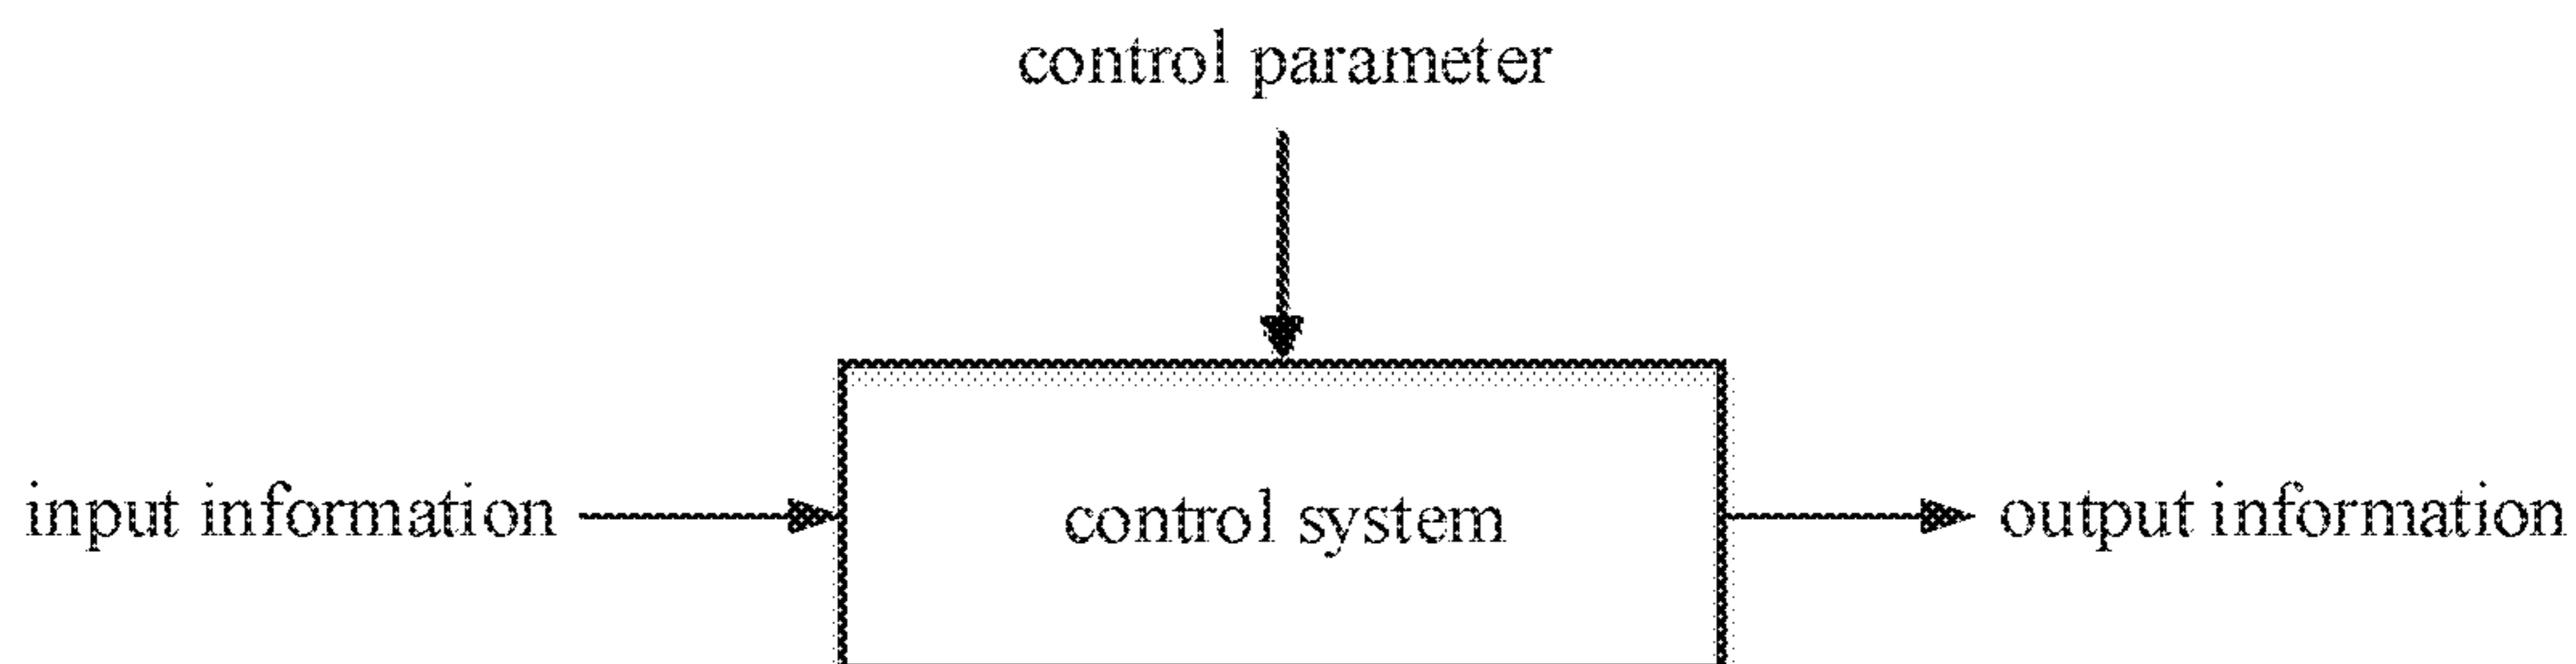 control parameter
input information
control system
output information